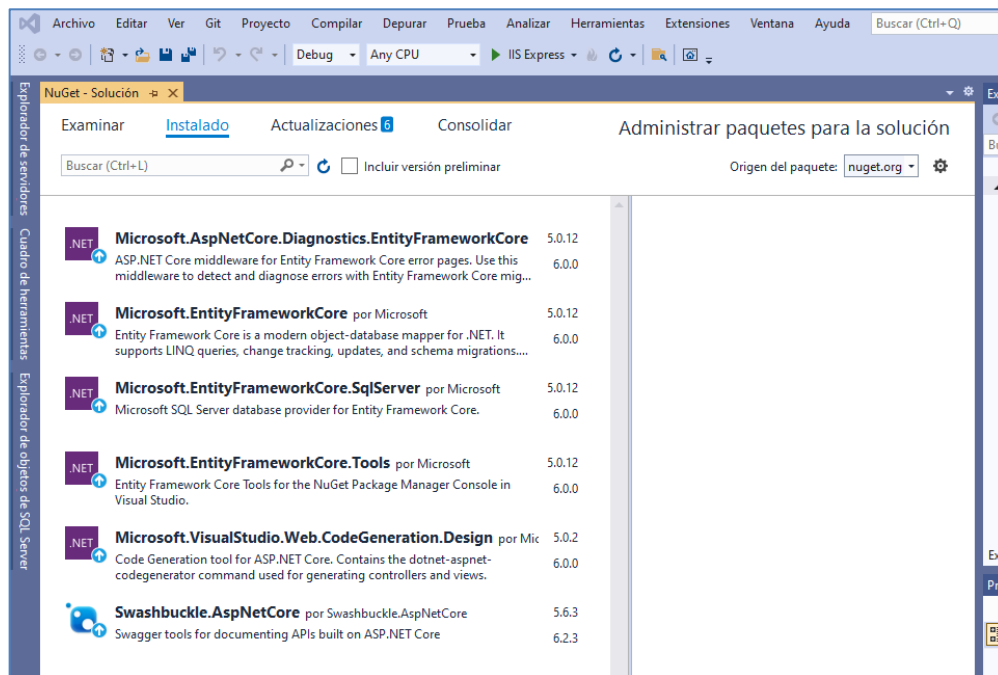 Archivo Editar Ver Git Proyecto Compilar Depurar Prueba Analizar Herramientas Extensiones Ventana Ayuda Buscar (Ctrl+Q)
Debug Any CPU IIS Express
NuGet - Solución
Explorador de servidores
Cuadro de herramientas
Explorador de objetos de SQL Server
Examinar Instalado Actualizaciones 6 Consolidar Administrar paquetes para la solución
Buscar (Ctrl+L) Incluir versión preliminar Origen del paquete: nuget.org
.NET Microsoft.AspNetCore.Diagnostics.EntityFrameworkCore 5.0.12
ASP.NET Core middleware for Entity Framework Core error pages. Use this 6.0.0
middleware to detect and diagnose errors with Entity Framework Core mig...
.NET Microsoft.EntityFrameworkCore por Microsoft 5.0.12
Entity Framework Core is a modern object-database mapper for .NET. It 6.0.0
supports LINQ queries, change tracking, updates, and schema migrations....
.NET Microsoft.EntityFrameworkCore.SqlServer por Microsoft 5.0.12
Microsoft SQL Server database provider for Entity Framework Core. 6.0.0
.NET Microsoft.EntityFrameworkCore.Tools por Microsoft 5.0.12
Entity Framework Core Tools for the NuGet Package Manager Console in 6.0.0
Visual Studio.
.NET Microsoft.VisualStudio.Web.CodeGeneration.Design por Mic 5.0.2
Code Generation tool for ASP.NET Core. Contains the dotnet-aspnet- 6.0.0
codegenerator command used for generating controllers and views.
Swashbuckle.AspNetCore por Swashbuckle.AspNetCore 5.6.3
Swagger tools for documenting APIs built on ASP.NET Core 6.2.3